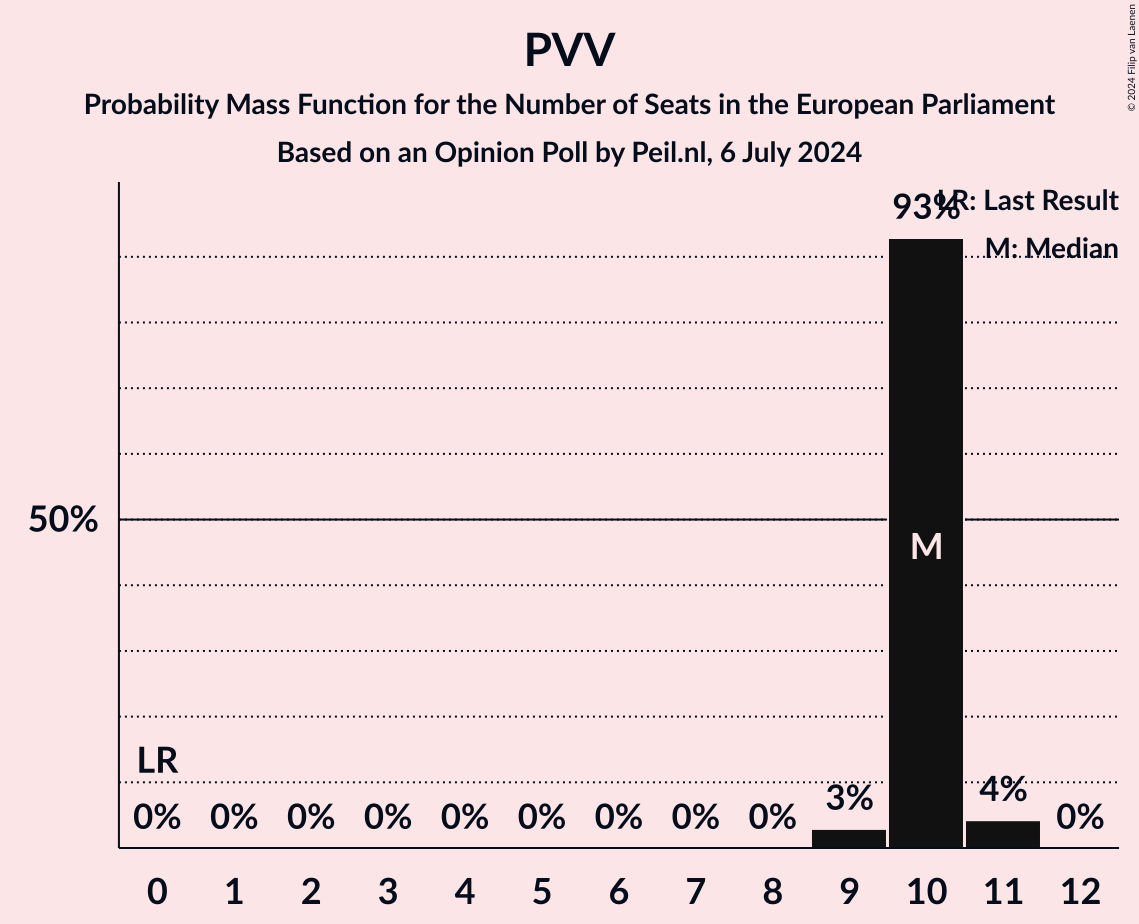 PVV
Probability Mass Function for the Number of Seats in the European Parliament
Based on an Opinion Poll by Peil.nl, 6 July 2024
© 2024 Filip van Laenen
LR: Last Result
M: Median
93%
50%
M
LR
0% 0% 0% 0% 0% 0% 0% 0% 0% 3% 4% 0%
0 1 2 3 4 5 6 7 8 9 10 11 12